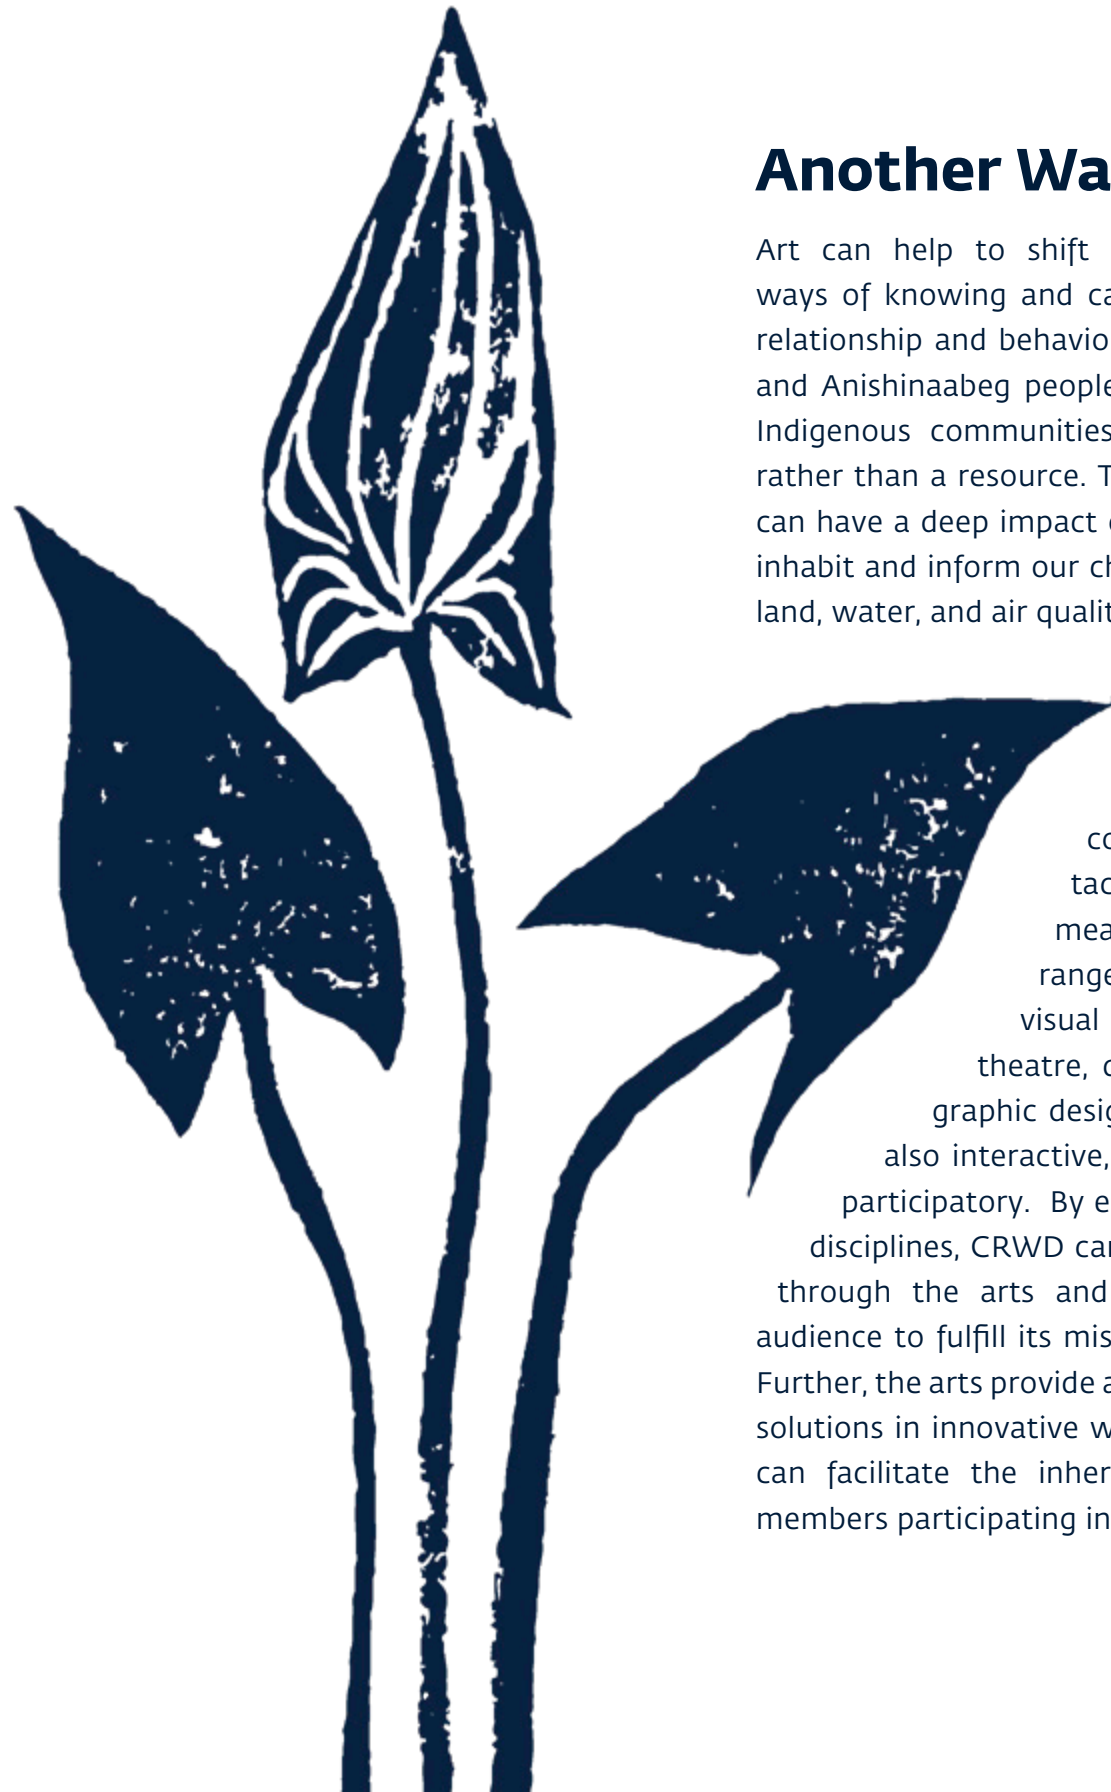 Another Wa
Art can help to shift
ways of knowing and ca
relationship and behavio
and Anishinaabeg people
Indigenous communities
rather than a resource. T
can have a deep impact
inhabit and inform our ch
land, water, and air qualit
co
tac
mea
range
visual
theatre,
graphic desig
also interactive,
participatory. By e
disciplines, CRWD can
through the arts and
audience to fulfill its mis
Further, the arts provide a
solutions in innovative w
can facilitate the inher
members participating in